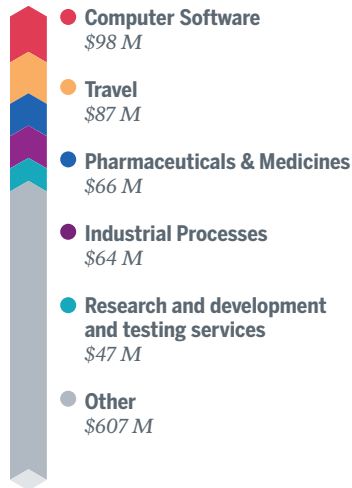 Computer Software
$98 M
Travel
$87 M
Pharmaceuticals & Medicines
$66 M
Industrial Processes
$64 M
Research and development
and testing services
$47 M
Other
$607 M